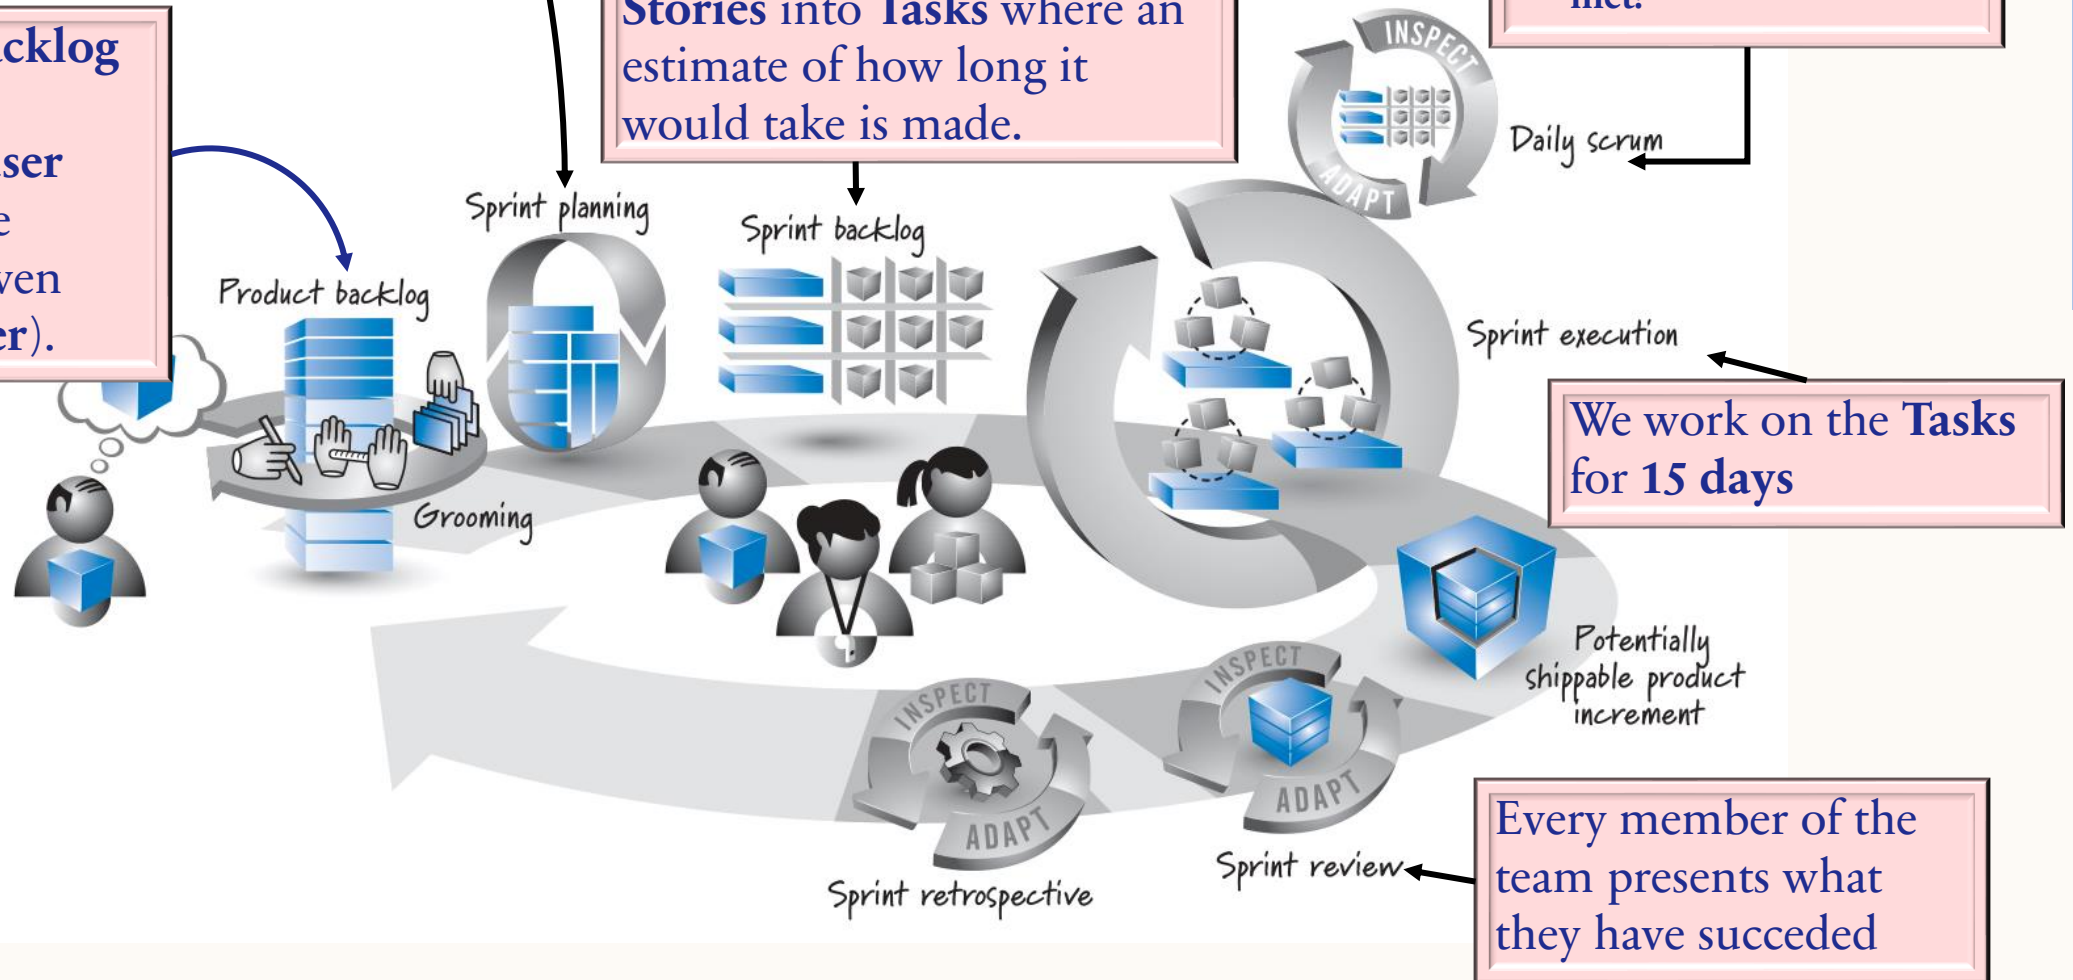 Stories into Tasks where an
estimate of how long it
would take is made.
met.
cklog
ser
e
ven
er).
INSPECT
ADAPT
Daily scrum
Sprint planning
Sprint backlog
Product backlog
Sprint execution
We work on the Tasks
for 15 days
Grooming
Potentially
shippable product
increment
INSPECT
ADAPT
INSPECT
ADAPT
Sprint review
Sprint retrospective
Every member of the
team presents what
they have succeded